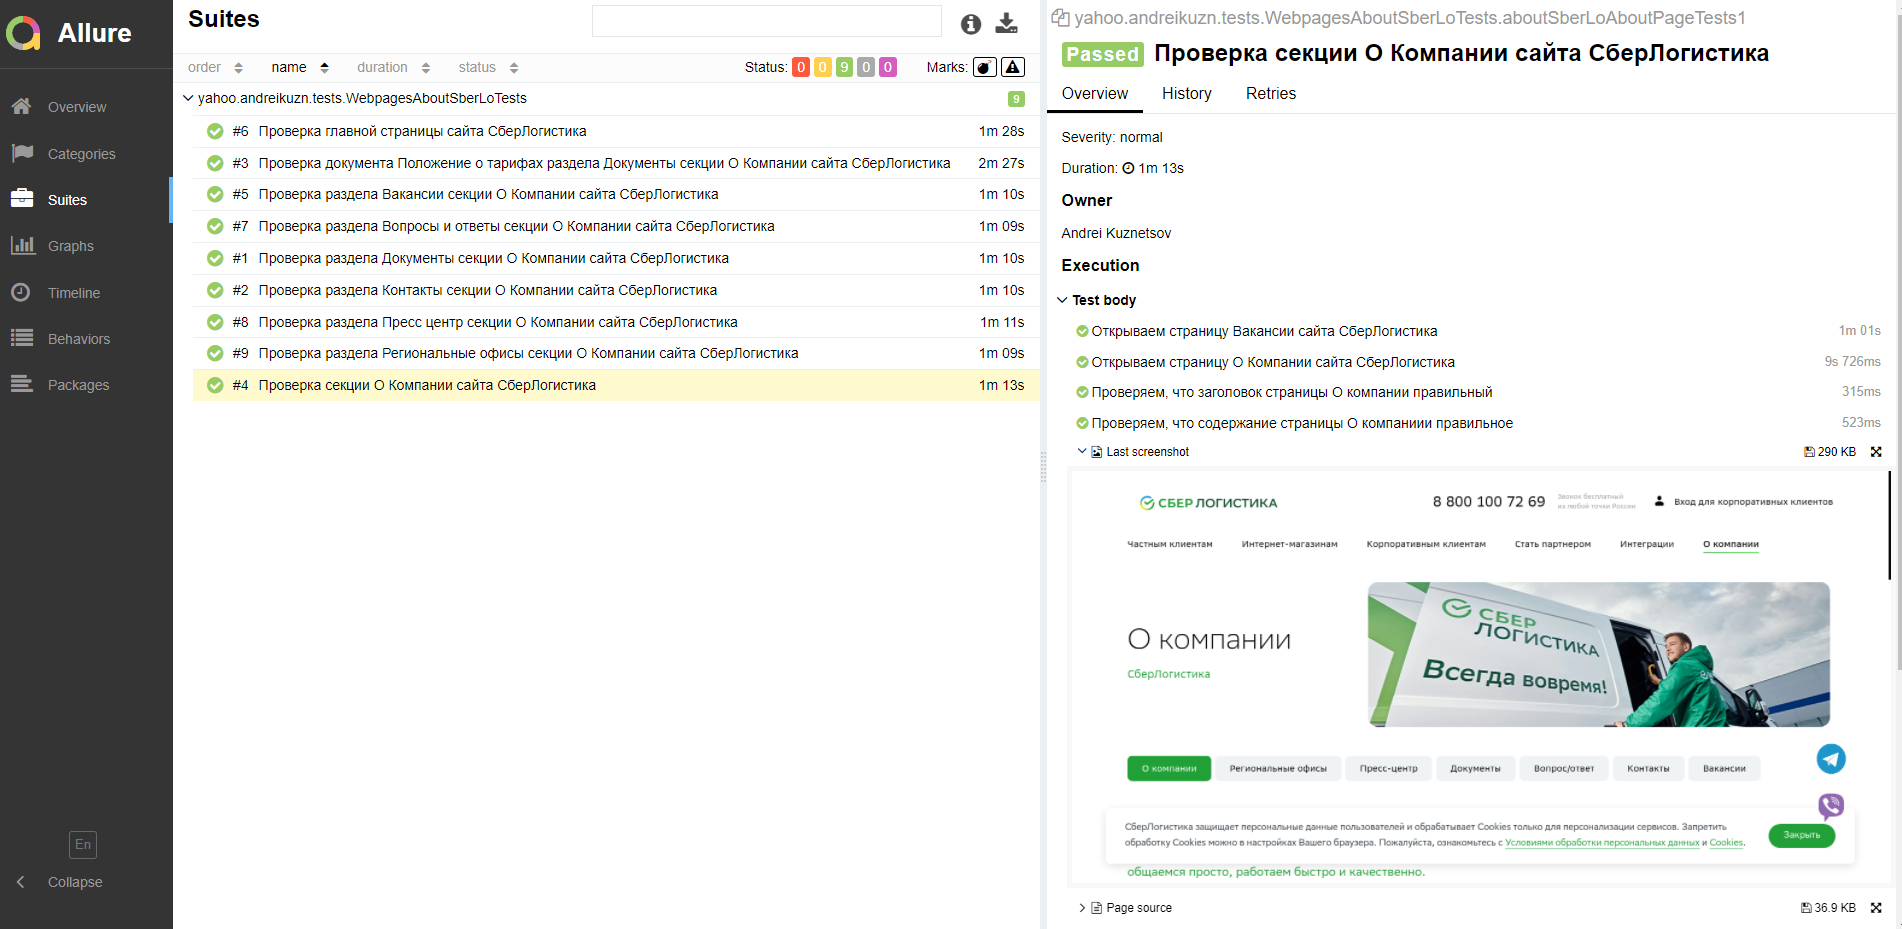 Allure
Overview
Categories
Suites
Graphs
Timeline
Behaviors
Packages
En
Collapse
Suites
order name duration status
Status: 0 0 9 0 0 Marks:
yahoo.andreikuzn.tests.WebpagesAboutSberLoTests 9
#6 Проверка главной страницы сайта СберЛогистика 1m 28s
#3 Проверка документа Положение о тарифах раздела Документы секции О Компании сайта СберЛогистика 2m 27s
#5 Проверка раздела Вакансии секции О Компании сайта СберЛогистика 1m 10s
#7 Проверка раздела Вопросы и ответы секции О Компании сайта СберЛогистика 1m 09s
#1 Проверка раздела Документы секции О Компании сайта СберЛогистика 1m 10s
#2 Проверка раздела Контакты секции О Компании сайта СберЛогистика 1m 10s
#8 Проверка раздела Пресс центр секции О Компании сайта СберЛогистика 1m 11s
#9 Проверка раздела Региональные офисы секции О Компании сайта СберЛогистика 1m 09s
#4 Проверка секции О Компании сайта СберЛогистика 1m 13s
yahoo.andreikuzn.tests.WebpagesAboutSberLoTests.aboutSberLoAboutPageTests1
Passed Проверка секции О Компании сайта СберЛогистика
Overview History Retries
Severity: normal
Duration: 1m 13s
Owner
Andrei Kuznetsov
Execution
Test body
Открываем страницу Вакансии сайта СберЛогистика 1m 01s
Открываем страницу О Компании сайта СберЛогистика 9s 726ms
Проверяем, что заголовок страницы О компании правильный 315ms
Проверяем, что содержание страницы О компаниии правильное 523ms
Last screenshot 290 KB
СБЕР ЛОГИСТИКА 8 800 100 72 69 Звонок бесплатный
из любой точки России Вход для корпоративных клиентов
Частным клиентам Интернет-магазинам Корпоративным клиентам Стать партнером Интеграции О компании
О компании
СберЛогистика
СБЕР
ЛОГИСТИКА
Всегда вовремя!
О компании Региональные офисы Пресс-центр Документы Вопрос/ответ Контакты Вакансии
СберЛогистика защищает персональные данные пользователей и обрабатывает Cookies только для персонализации сервисов. Запретить
обработку Cookies можно в настройках Вашего браузера. Пожалуйста, ознакомьтесь с Условиями обработки персональных данных и Cookies.
Закрыть
общаемся просто, работаем быстро и качественно.
Page source 36.9 KB